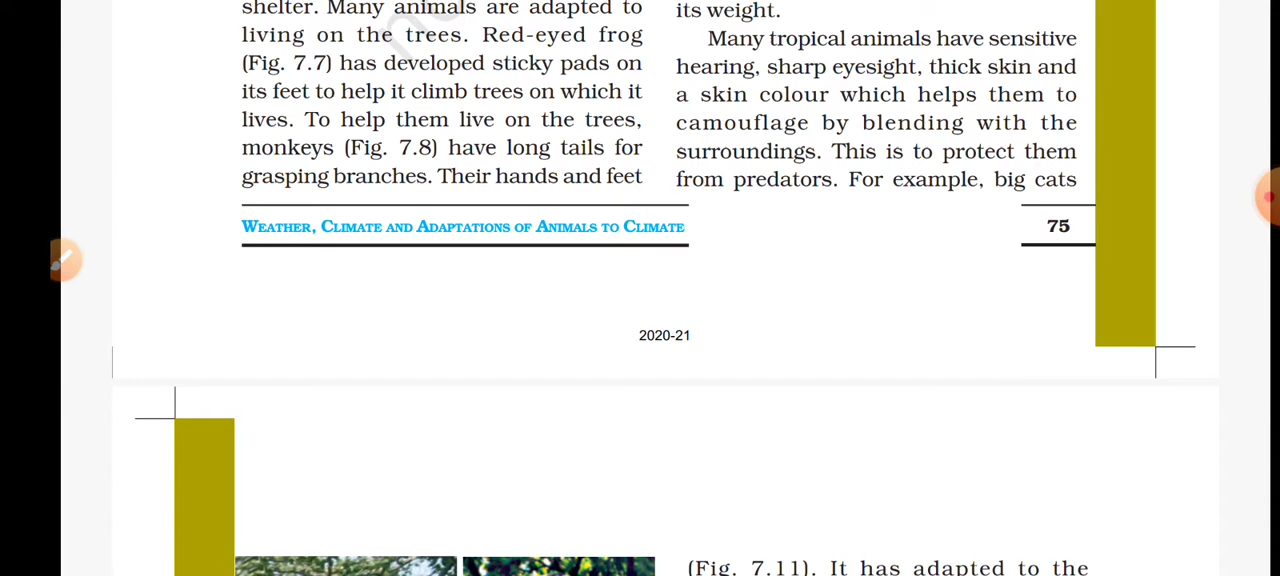 shelter. Many animals are adapted to
living on the trees. Red-eyed frog
(Fig. 7.7) has developed sticky pads on
its feet to help it climb trees on which it
lives. To help them live on the trees,
monkeys (Fig. 7.8) have long tails for
grasping branches. Their hands and feet
its weight.
Many tropical animals have sensitive
hearing, sharp eyesight, thick skin and
a skin colour which helps them to
camouflage by blending with the
surroundings. This is to protect them
from predators. For example, big cats
WEATHER, CLIMATE AND ADAPTATIONS OF ANIMALS TO CLIMATE
75
2020-21
(Fig. 7.11). It has adapted to the